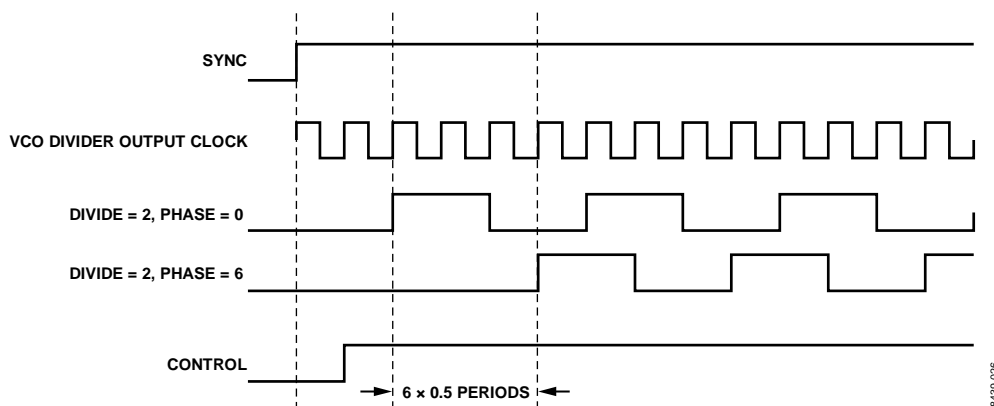 SYNC
VCO DIVIDER OUTPUT CLOCK
DIVIDE = 2, PHASE = 0
DIVIDE = 2, PHASE = 6
CONTROL
6 × 0.5 PERIODS